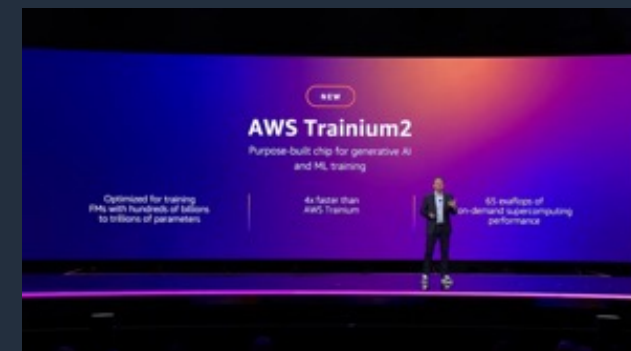 NEW
AWS Trainium2
Purpose-built chip for generative AI
and ML training
Optimized for training
FMs with hundreds of billions
to trillions of parameters
4x faster than
AWS Trainium
65 exaflops of
on-demand supercomputing
performance